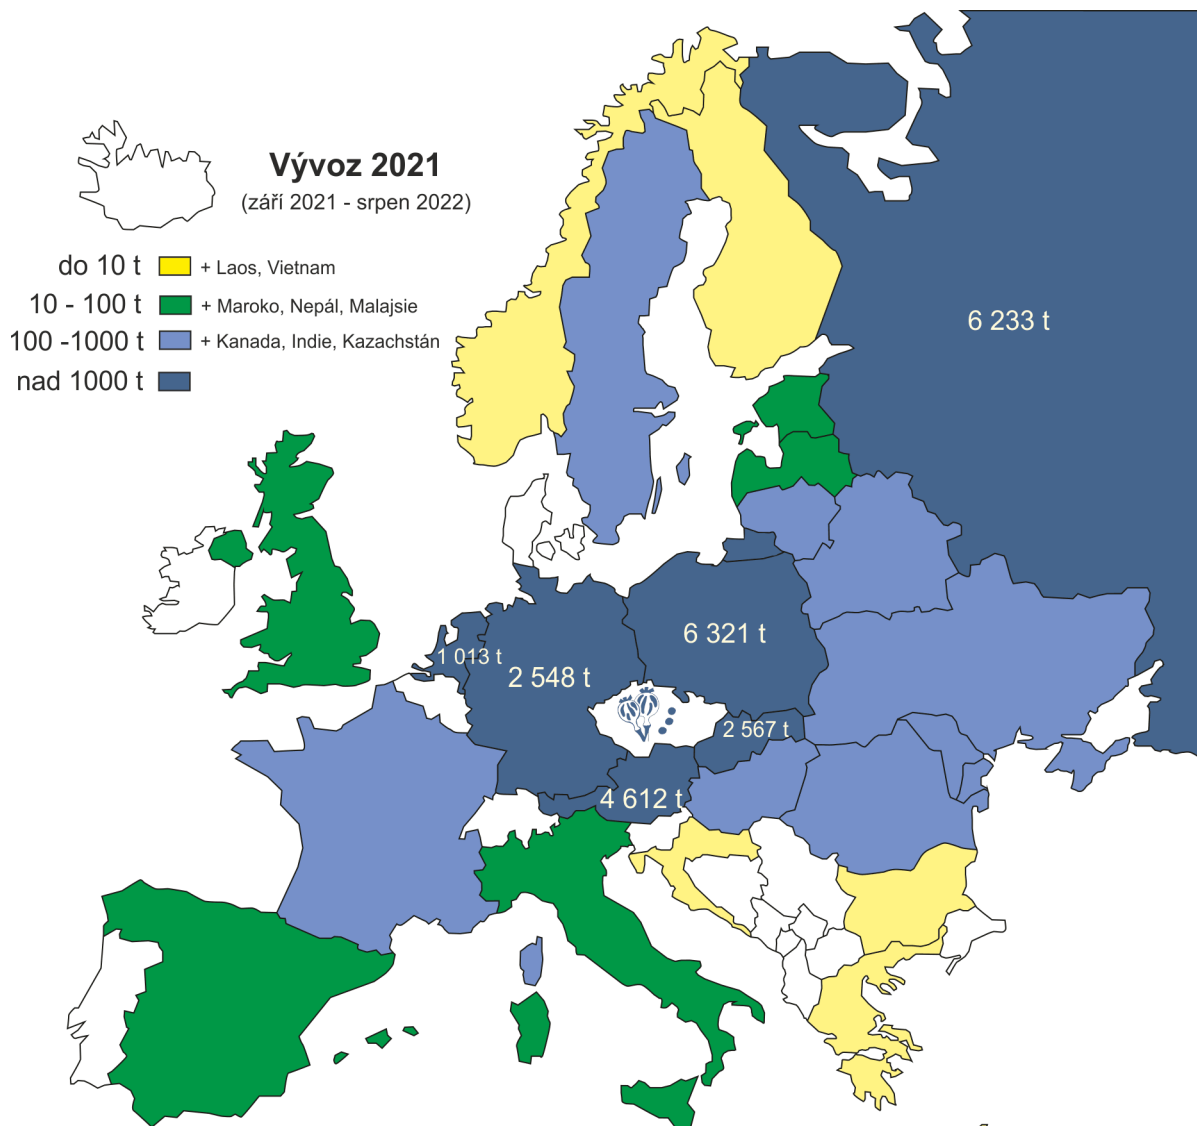 Vývoz 2021
(září 2021 - srpen 2022)
do 10 t + Laos, Vietnam
10 - 100 t + Maroko, Nepál, Malajsie
100 -1000 t + Kanada, Indie, Kazachstán
nad 1000 t
6 233 t
6 321 t
1 013 t
2 548 t
2 567 t
4 612 t